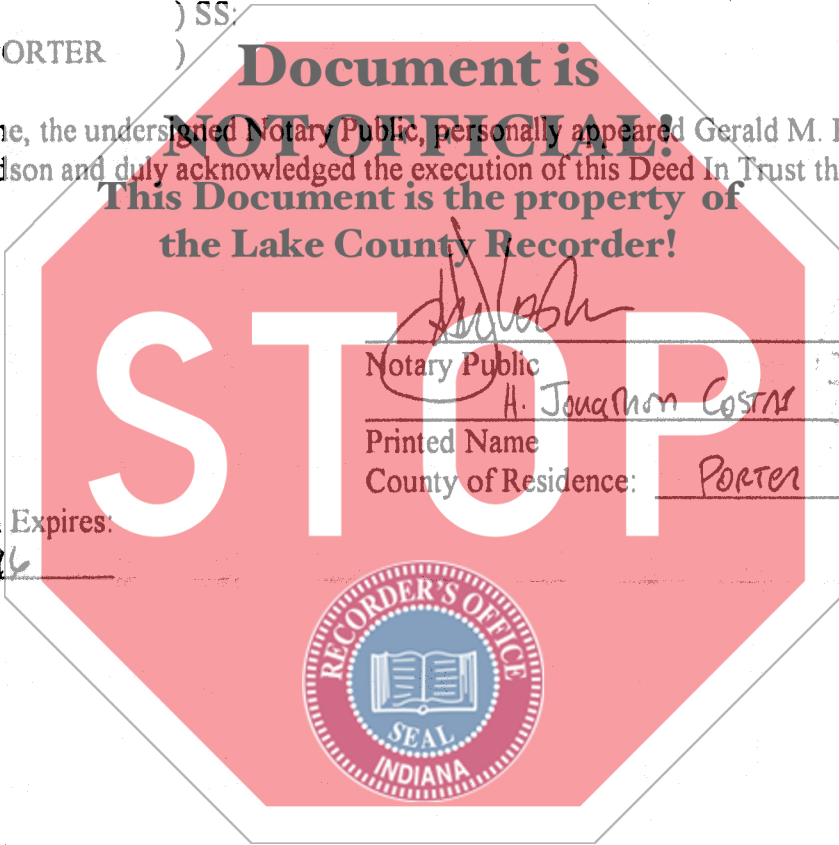 ) SS:
ORTER )
Document is
NOT OFFICIAL!
This Document is the property of
the Lake County Recorder!
e, the undersigned Notary Public, personally appeared Gerald M.
dson and duly acknowledged the execution of this Deed In Trust th
STOP
Notary Public
H. Jonathon Costas
Printed Name
County of Residence: PORTER
Expires:
RECORDER'S OFFICE
SEAL
INDIANA